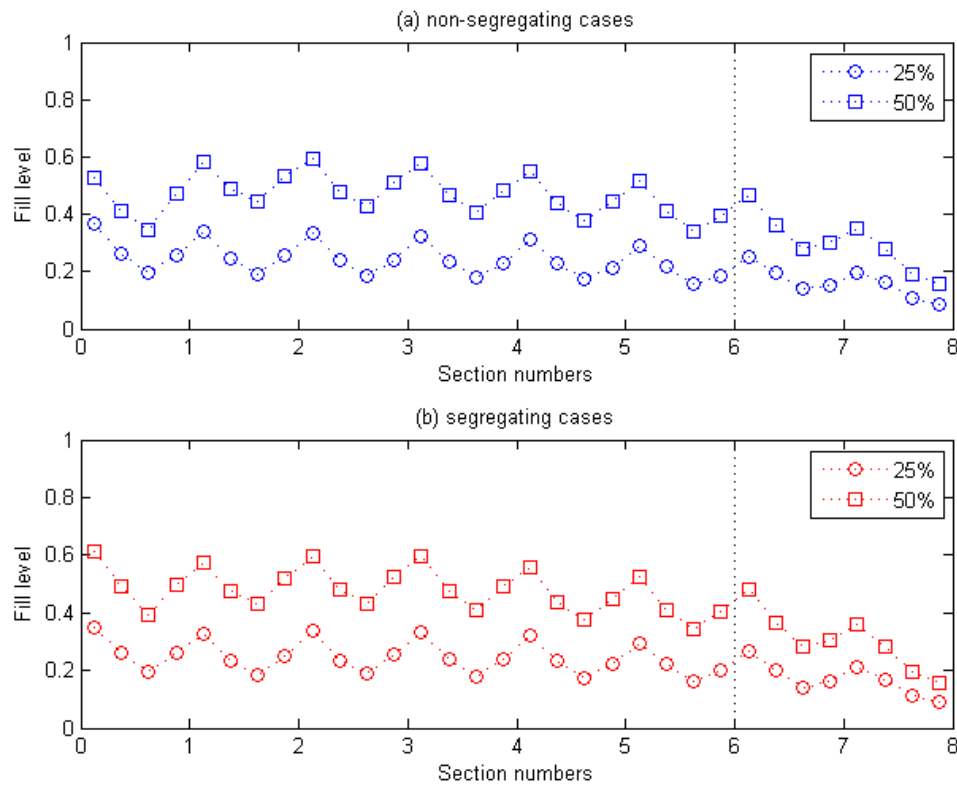 (a) non-segregating cases
1
0.8
0.6
0.4
0.2
0
Fill level
25%
50%
0 1 2 3 4 5 6 7 8
Section numbers
(b) segregating cases
1
0.8
0.6
0.4
0.2
0
Fill level
25%
50%
0 1 2 3 4 5 6 7 8
Section numbers